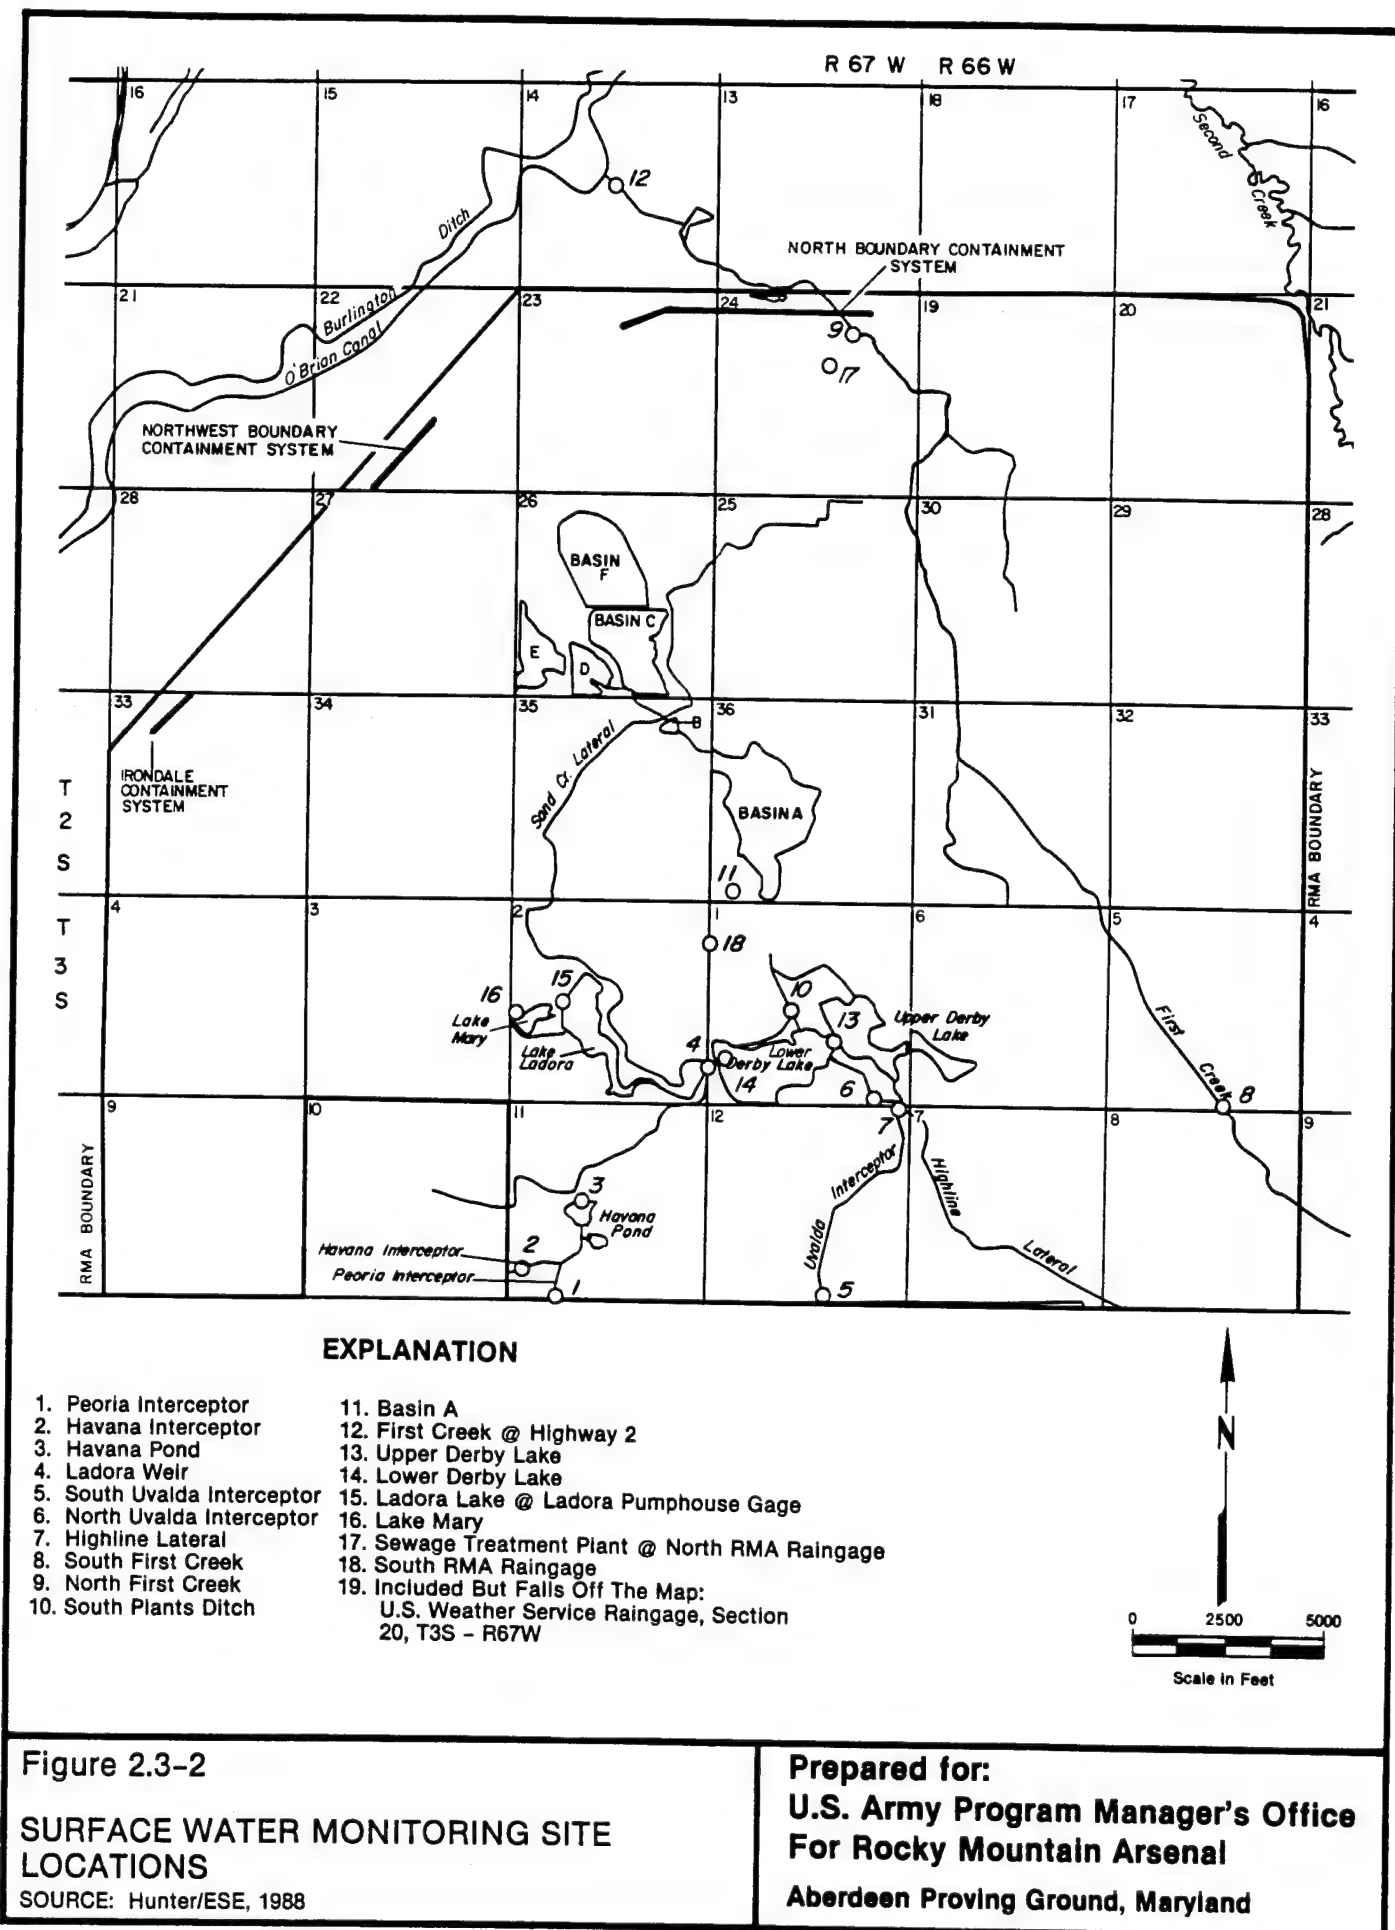 R 67 W R 66 W
16 15 14 13 18 17 16
Second
Creek
12
Ditch
NORTH BOUNDARY CONTAINMENT
SYSTEM
21 22 23 24 19 20 21
Burlington
O'Brian Canal
9
17
NORTHWEST BOUNDARY
CONTAINMENT SYSTEM
28 27 26 25 30 29 28
BASIN
F
BASIN C
E
D
33 34 35 36 31 32 33
B
Sand Cr. Lateral
IRONDALE
CONTAINMENT
SYSTEM
T
2
S
BASIN A
RMA BOUNDARY
11
4 3 2 1 6 5 4
T
3
S
18
15
16
10
13
Lake
Mary
Lake
Ladora
4
Lower
Derby Lake
14
Upper Derby
Lake
6
7
First
Creek
8
9 10 11 12 7 8 9
RMA BOUNDARY
3
Havana
Pond
Havana Interceptor
2
Peoria Interceptor
1
Uvalda
Interceptor
5
Highline
Lateral
EXPLANATION
1. Peoria Interceptor
2. Havana Interceptor
3. Havana Pond
4. Ladora Weir
5. South Uvalda Interceptor
6. North Uvalda Interceptor
7. Highline Lateral
8. South First Creek
9. North First Creek
10. South Plants Ditch
11. Basin A
12. First Creek @ Highway 2
13. Upper Derby Lake
14. Lower Derby Lake
15. Ladora Lake @ Ladora Pumphouse Gage
16. Lake Mary
17. Sewage Treatment Plant @ North RMA Raingage
18. South RMA Raingage
19. Included But Falls Off The Map:
U.S. Weather Service Raingage, Section
20, T3S - R67W
N
0 2500 5000
Scale in Feet
Figure 2.3-2
SURFACE WATER MONITORING SITE
LOCATIONS
SOURCE: Hunter/ESE, 1988
Prepared for:
U.S. Army Program Manager's Office
For Rocky Mountain Arsenal
Aberdeen Proving Ground, Maryland